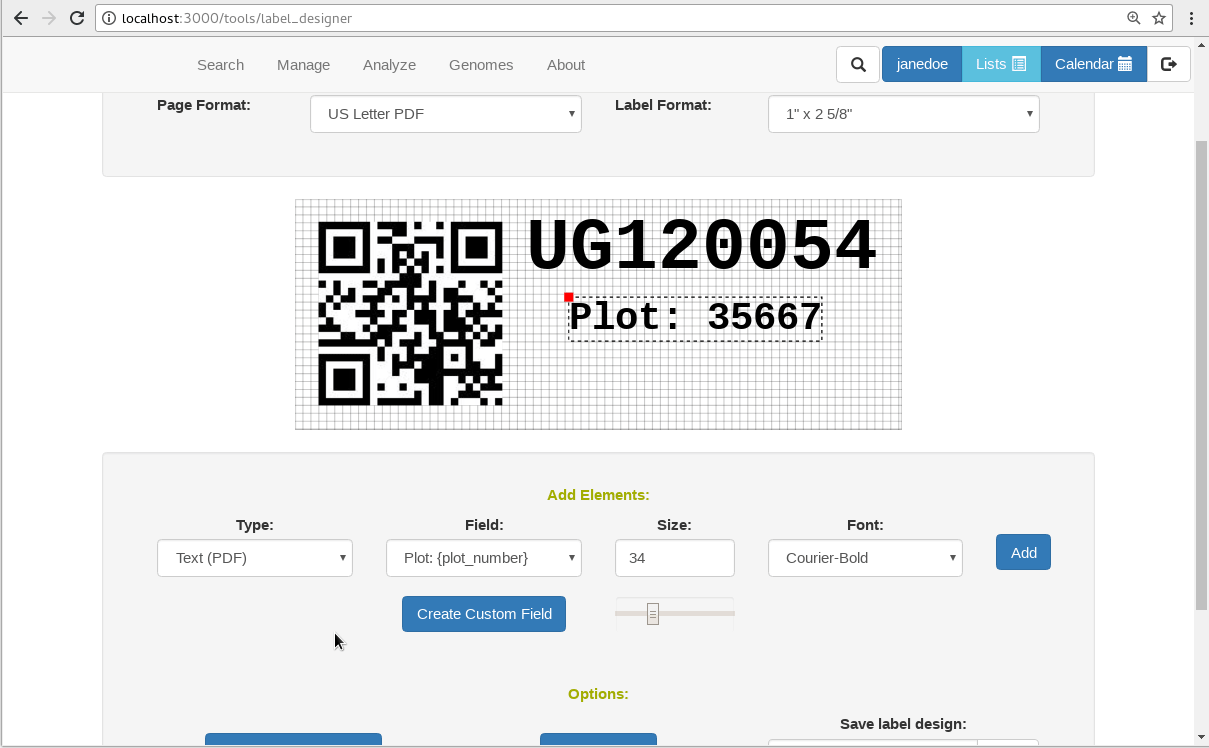 localhost:3000/tools/label_designer
Search Manage Analyze Genomes About janedoe Lists Calendar
Page Format: US Letter PDF Label Format: 1" x 2 5/8"
UG120054
Plot: 35667
Add Elements:
Type: Field: Size: Font:
Text (PDF) Plot: {plot_number} 34 Courier-Bold Add
Create Custom Field
Options:
Save label design: